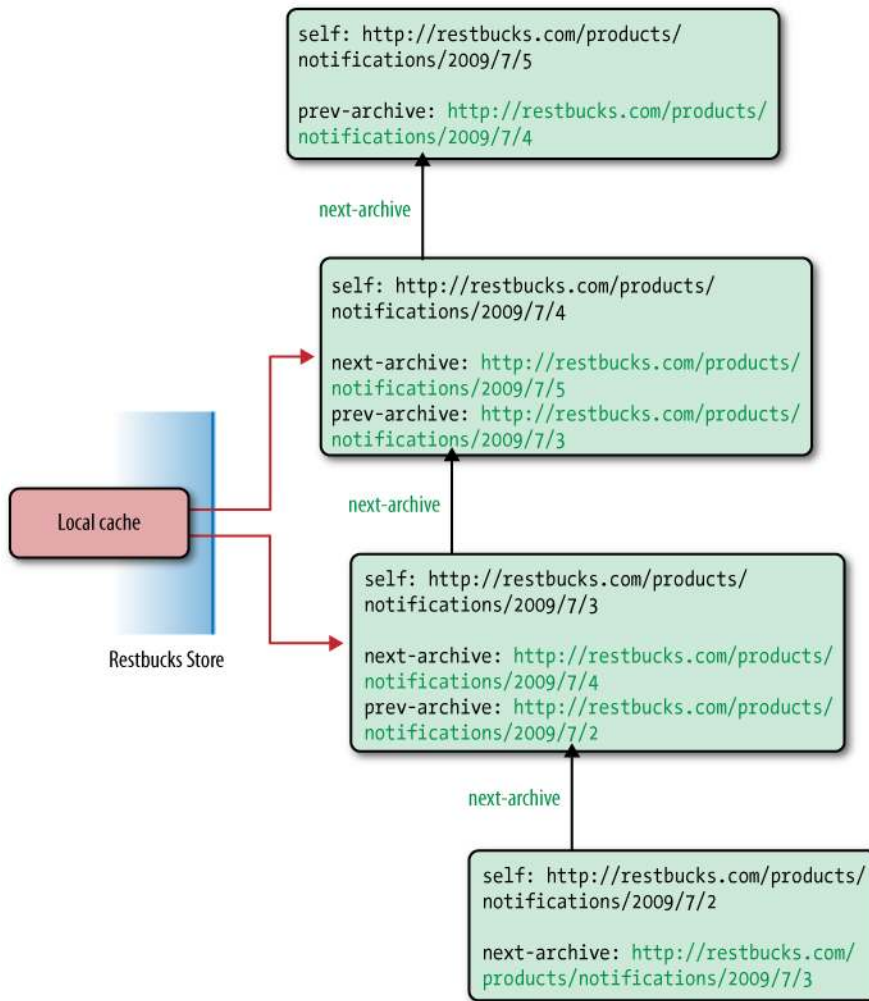 self: http://restbucks.com/products/
notifications/2009/7/5
prev-archive: http://restbucks.com/products/
notifications/2009/7/4
next-archive
self: http://restbucks.com/products/
notifications/2009/7/4
next-archive: http://restbucks.com/products/
notifications/2009/7/5
prev-archive: http://restbucks.com/products/
notifications/2009/7/3
next-archive
Local cache
Restbucks Store
self: http://restbucks.com/products/
notifications/2009/7/3
next-archive: http://restbucks.com/products/
notifications/2009/7/4
prev-archive: http://restbucks.com/products/
notifications/2009/7/2
next-archive
self: http://restbucks.com/products/
notifications/2009/7/2
next-archive: http://restbucks.com/
products/notifications/2009/7/3